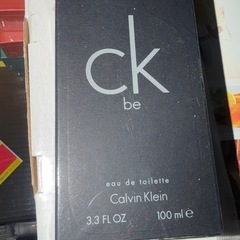 ck
be
eau de toilette
Calvin Klein
3.3 FL OZ 100 ml e